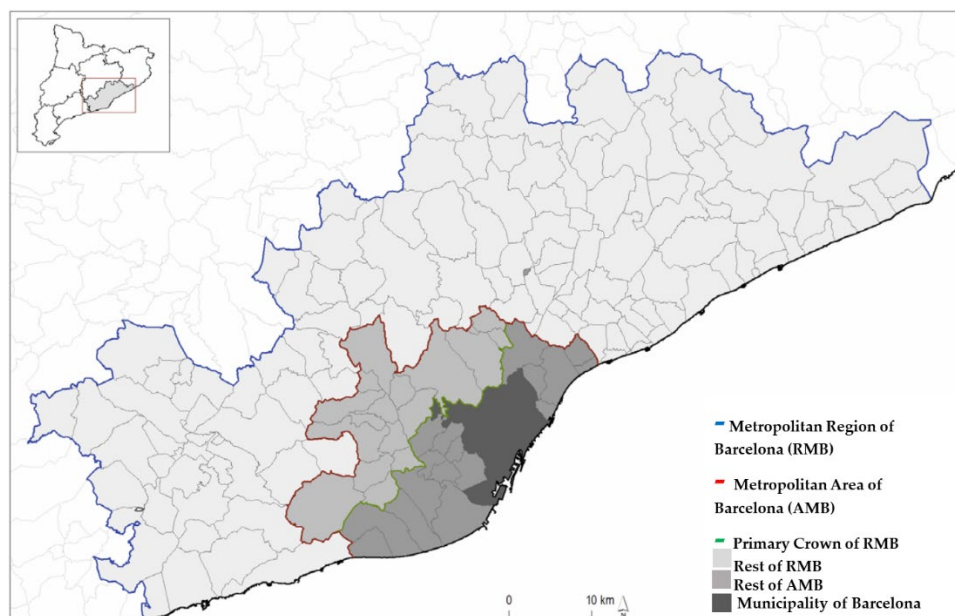 Metropolitan Region of
Barcelona (RMB)
Metropolitan Area of
Barcelona (AMB)
Primary Crown of RMB
Rest of RMB
Rest of AMB
Municipality of Barcelona
0 10 km